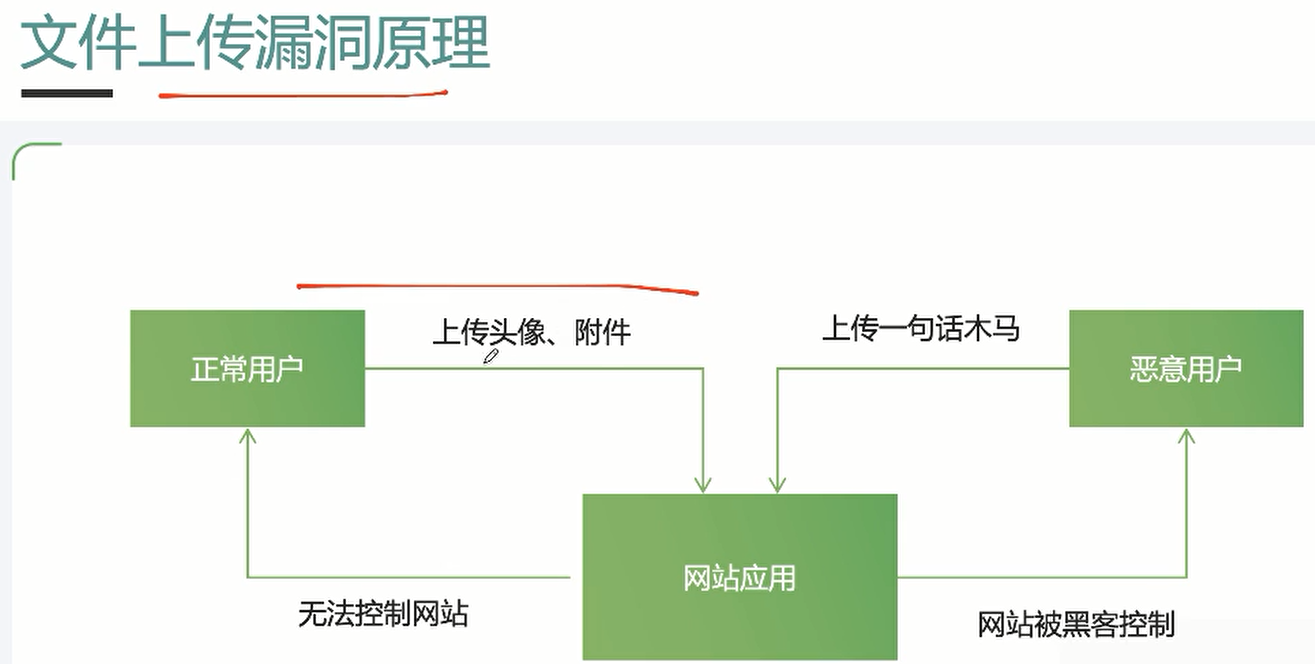 文件上传漏洞原理
上传头像、附件
上传一句话木马
正常用户
恶意用户
网站应用
无法控制网站
网站被黑客控制